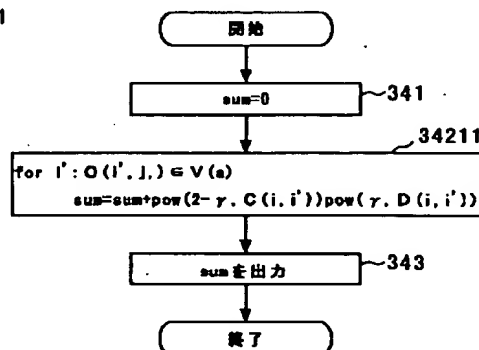 1
開始
sum=0
341
34211
for i': O(i', j,) ∈ V(a)
sum=sum+pow(2-γ, C(i, i'))pow(γ, D(i, i'))
sumを出力
343
終了